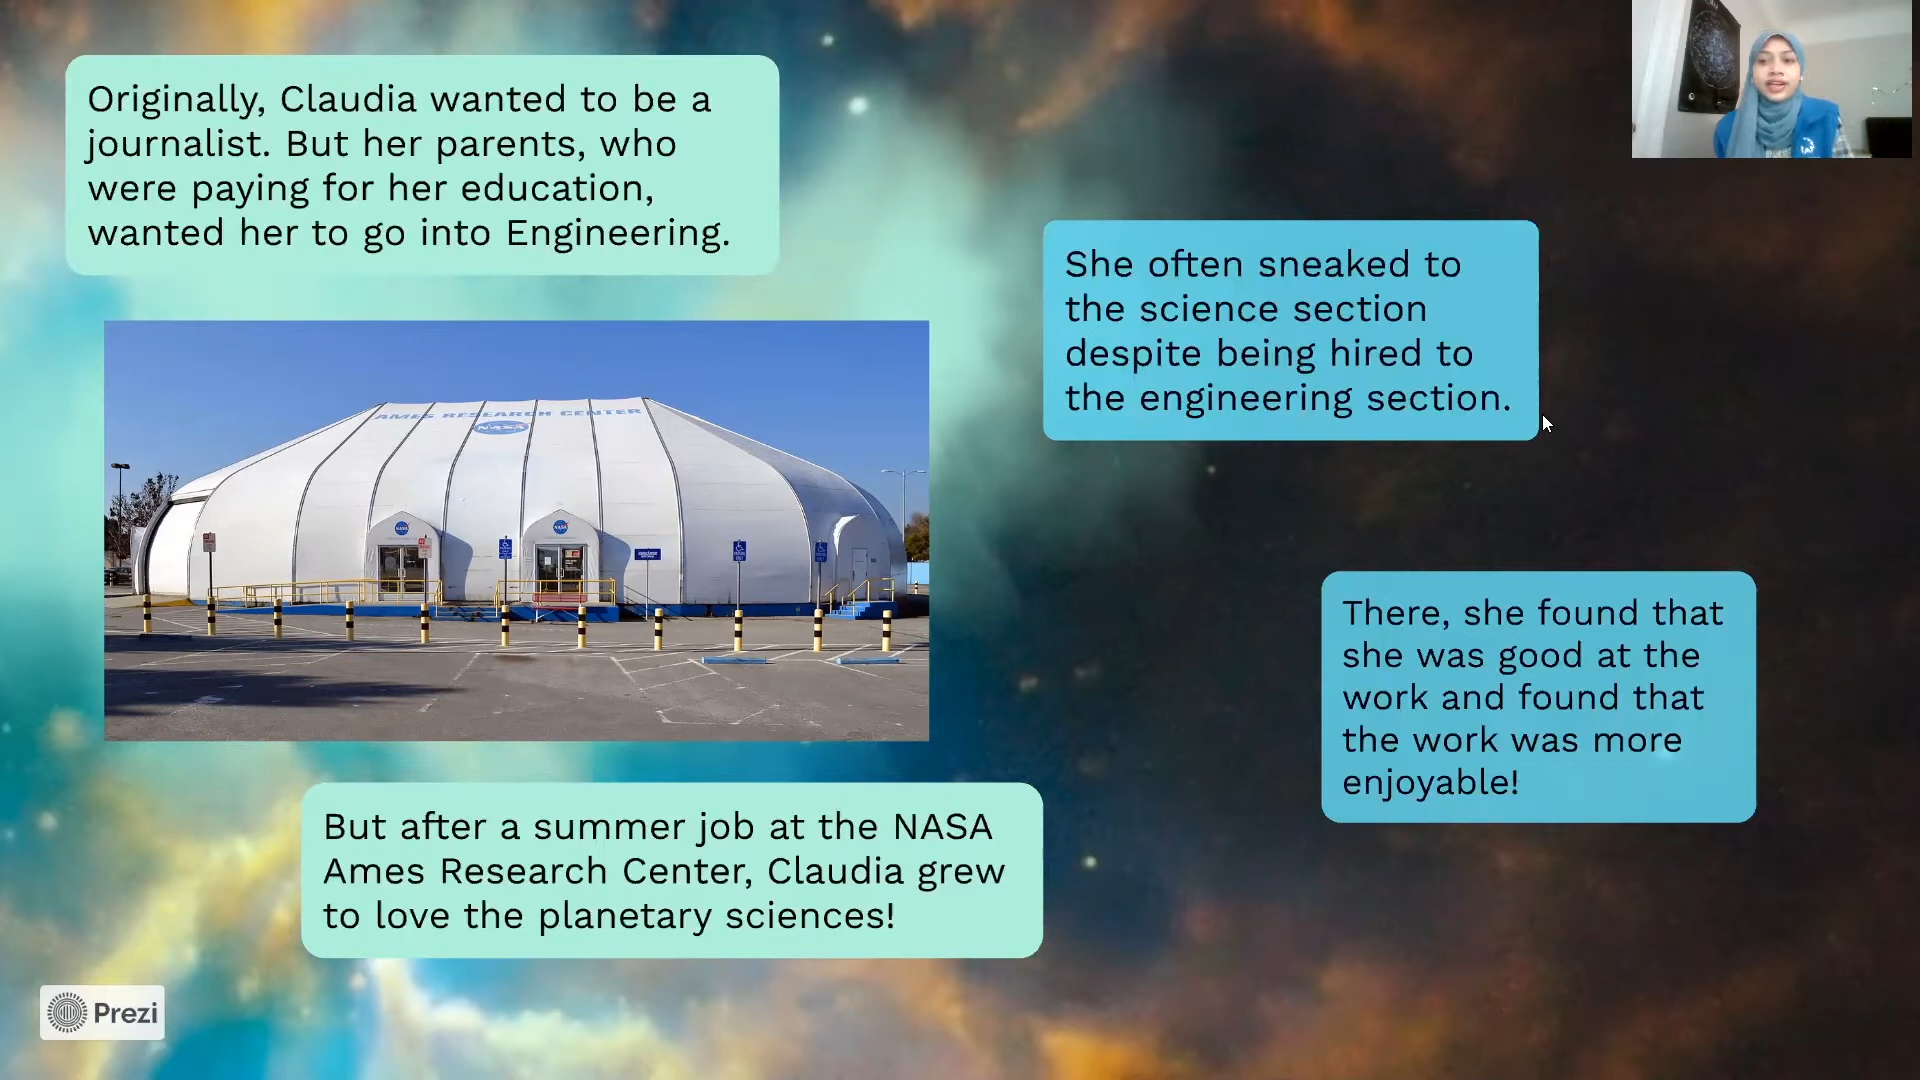 Originally, Claudia wanted to be a
journalist. But her parents, who
were paying for her education,
wanted her to go into Engineering.
AMES RESEARCH CENTER
NASA
NASA
NASA
But after a summer job at the NASA
Ames Research Center, Claudia grew
to love the planetary sciences!
She often sneaked to
the science section
despite being hired to
the engineering section.
There, she found that
she was good at the
work and found that
the work was more
enjoyable!
Prezi